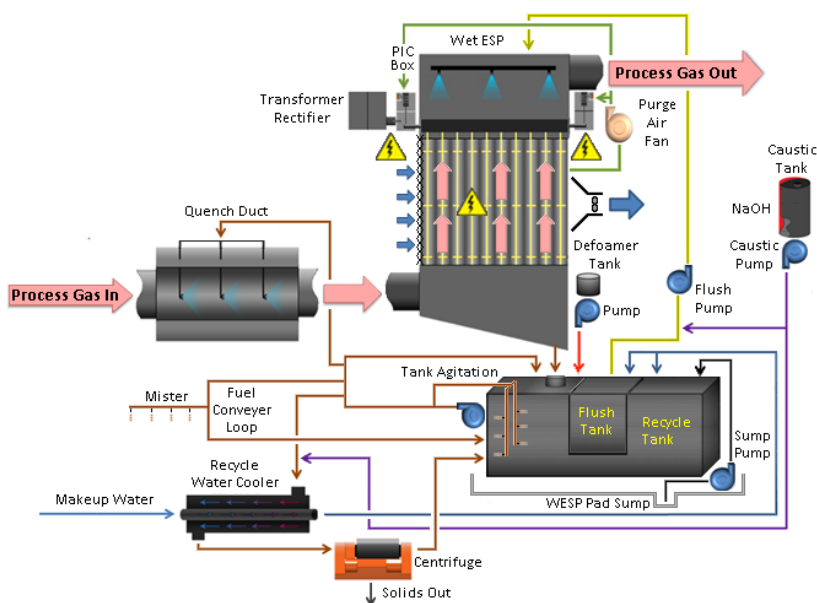 Wet ESP
PIC
Box
Process Gas Out
Transformer
Rectifier
Purge
Air
Fan
Caustic
Tank
NaOH
Quench Duct
Defoamer
Tank
Caustic
Pump
Process Gas In
Pump
Flush
Pump
Tank Agitation
Mister
Fuel
Conveyer
Loop
Flush
Tank
Recycle
Tank
Sump
Pump
Recycle
Water Cooler
Makeup Water
WESP Pad Sump
Centrifuge
Solids Out